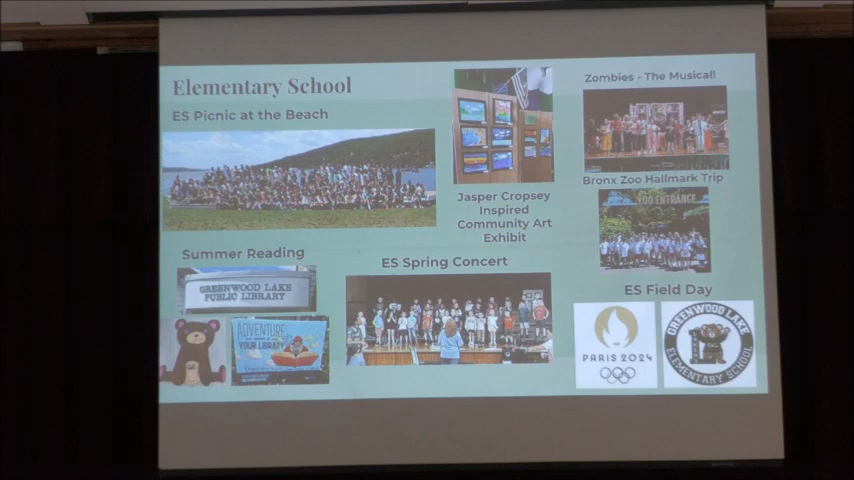 Elementary School
ES Picnic at the Beach
Jasper Cropsey
Inspired
Community Art
Exhibit
Zombies - The Musical!
Bronx Zoo Hallmark Trip
ZOO ENTRANCE
Summer Reading
GREENWOOD LAKE
PUBLIC LIBRARY
ADVENTURE
YOUR LIBRARY
ES Spring Concert
ES Field Day
PARIS 2024
GREENWOOD LAKE
ELEMENTARY SCHOOL